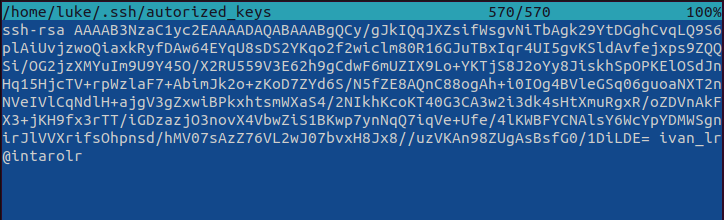 /home/luke/.ssh/autorized_keys 570/570 100%
ssh-rsa AAAAB3NzaC1yc2EAAAADAQABAAABgQCy/gJkIQqJXZsifWsgvNiTbAgk29YtDGghCvqLQ9S6
plAiUvjzwoQiaxkRyfDAw64EYqU8sDS2YKqo2f2wiclm80R16GJuTBxIqr4UI5gvKSldAvfejxps9ZQQ
Si/OG2jzXMYuIm9U9Y45O/X2RU559V3E62h9gCdwF6mUZIX9Lo+YKTjS8J2oYy8JiskhSpOPKElOSdJn
Hq15HjcTV+rpWzlaF7+AbimJk2o+zKoD7ZYd6S/N5fZE8AQnC88ogAh+i0IOg4BVleGSq06guoaNXT2n
NVeIVlCqNdlH+ajgV3gZxwiBPkxhtsmWXaS4/2NIkhKcoKT40G3CA3w2i3dk4sHtXmuRgxR/oZDVnAkF
X3+jKH9fx3rTT/iGDzazjO3novX4VbwZiS1BKwp7ynNqQ7iqVe+Ufe/4lKWBFYCNAlsY6WcYpYDMWSgn
irJlVVXrifsOhpnsd/hMV07sAzZ76VL2wJ07bvxH8Jx8//uzVKAn98ZUgAsBsfG0/1DiLDE= ivan_lr
@intarolr